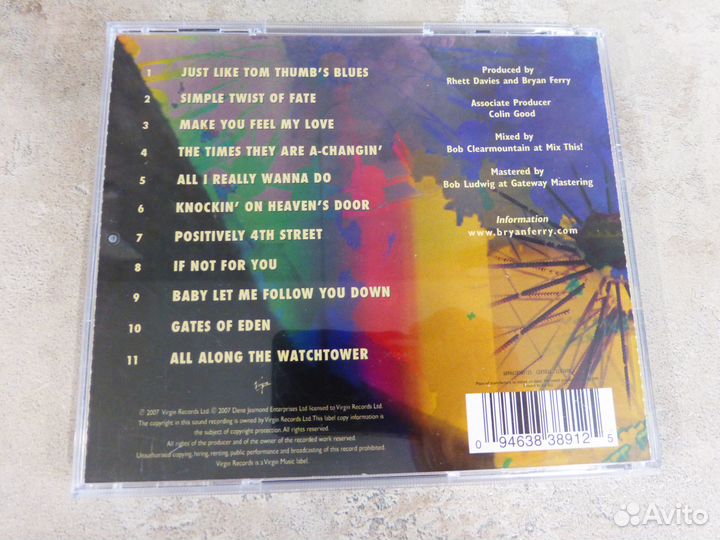 1 JUST LIKE TOM THUMB'S BLUES
2 SIMPLE TWIST OF FATE
3 MAKE YOU FEEL MY LOVE
4 THE TIMES THEY ARE A-CHANGIN'
5 ALL I REALLY WANNA DO
6 KNOCKIN' ON HEAVEN'S DOOR
7 POSITIVELY 4TH STREET
8 IF NOT FOR YOU
9 BABY LET ME FOLLOW YOU DOWN
10 GATES OF EDEN
11 ALL ALONG THE WATCHTOWER
Produced by
Rhett Davies and Bryan Ferry
Associate Producer
Colin Good
Mixed by
Bob Clearmountain at Mix This!
Mastered by
Bob Ludwig at Gateway Mastering
Information
www.bryanferry.com
Virgin
℗ 2007 Virgin Records Ltd. © 2007 Dene Jesmond Enterprises Ltd licensed to Virgin Records Ltd.
The copyright in this sound recording is owned by Virgin Records Ltd. This label copy information is
the subject of copyright protection. All rights reserved.
All rights of the producer and of the owner of the recorded work reserved.
Unauthorised copying, hiring, renting, public performance and broadcasting of this record prohibited.
Virgin Records is a Virgin Music label.
0 94638 38912 5
Avito